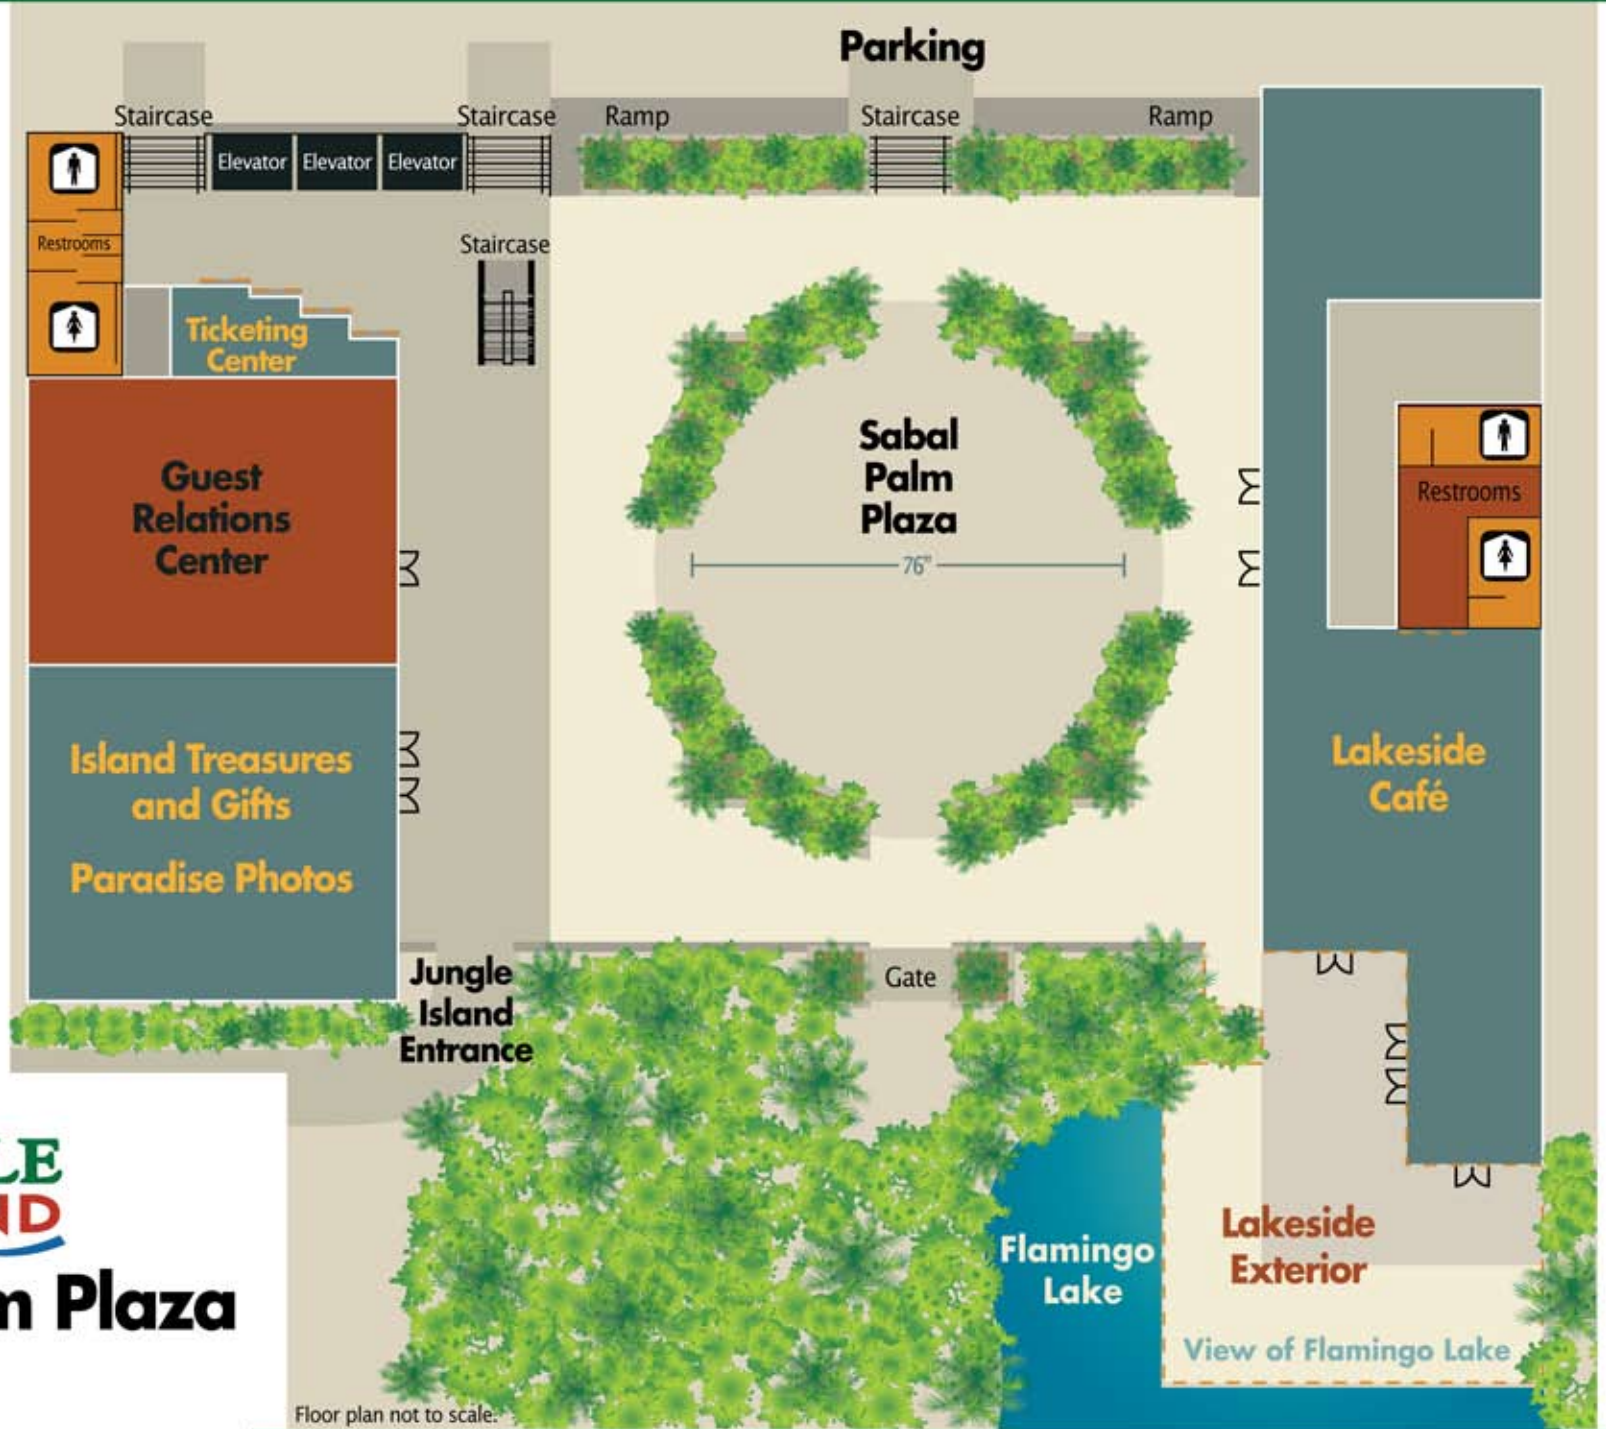 Parking
Staircase
Staircase
Ramp
Staircase
Ramp
Elevator
Elevator
Elevator
Restrooms
Staircase
Ticketing
Center
Guest
Relations
Center
Sabal
Palm
Plaza
76"
Restrooms
Island Treasures
and Gifts
Paradise Photos
Lakeside
Café
Jungle
Island
Entrance
Gate
LE
ND
m Plaza
Flamingo
Lake
Lakeside
Exterior
View of Flamingo Lake
Floor plan not to scale.